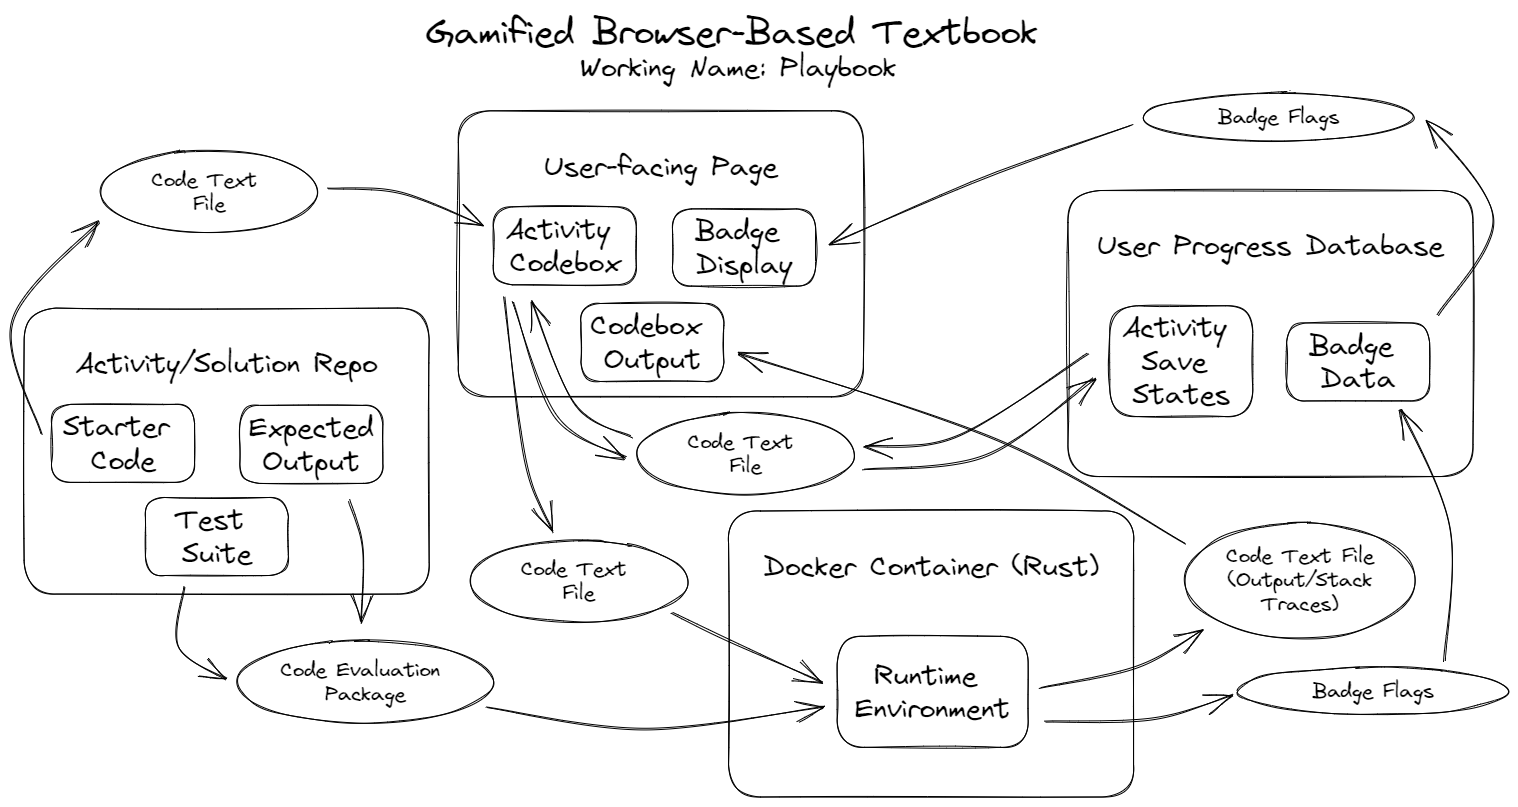 Gamified Browser-Based Textbook
Working Name: Playbook
Badge Flags
Code Text
File
User-facing Page
Activity
Codebox
Badge
Display
Codebox
Output
User Progress Database
Activity
Save
States
Badge
Data
Activity/Solution Repo
Starter
Code
Expected
Output
Test
Suite
Code Text
File
Code Text
File
Docker Container (Rust)
Runtime
Environment
Code Text File
(Output/Stack
Traces)
Code Evaluation
Package
Badge Flags